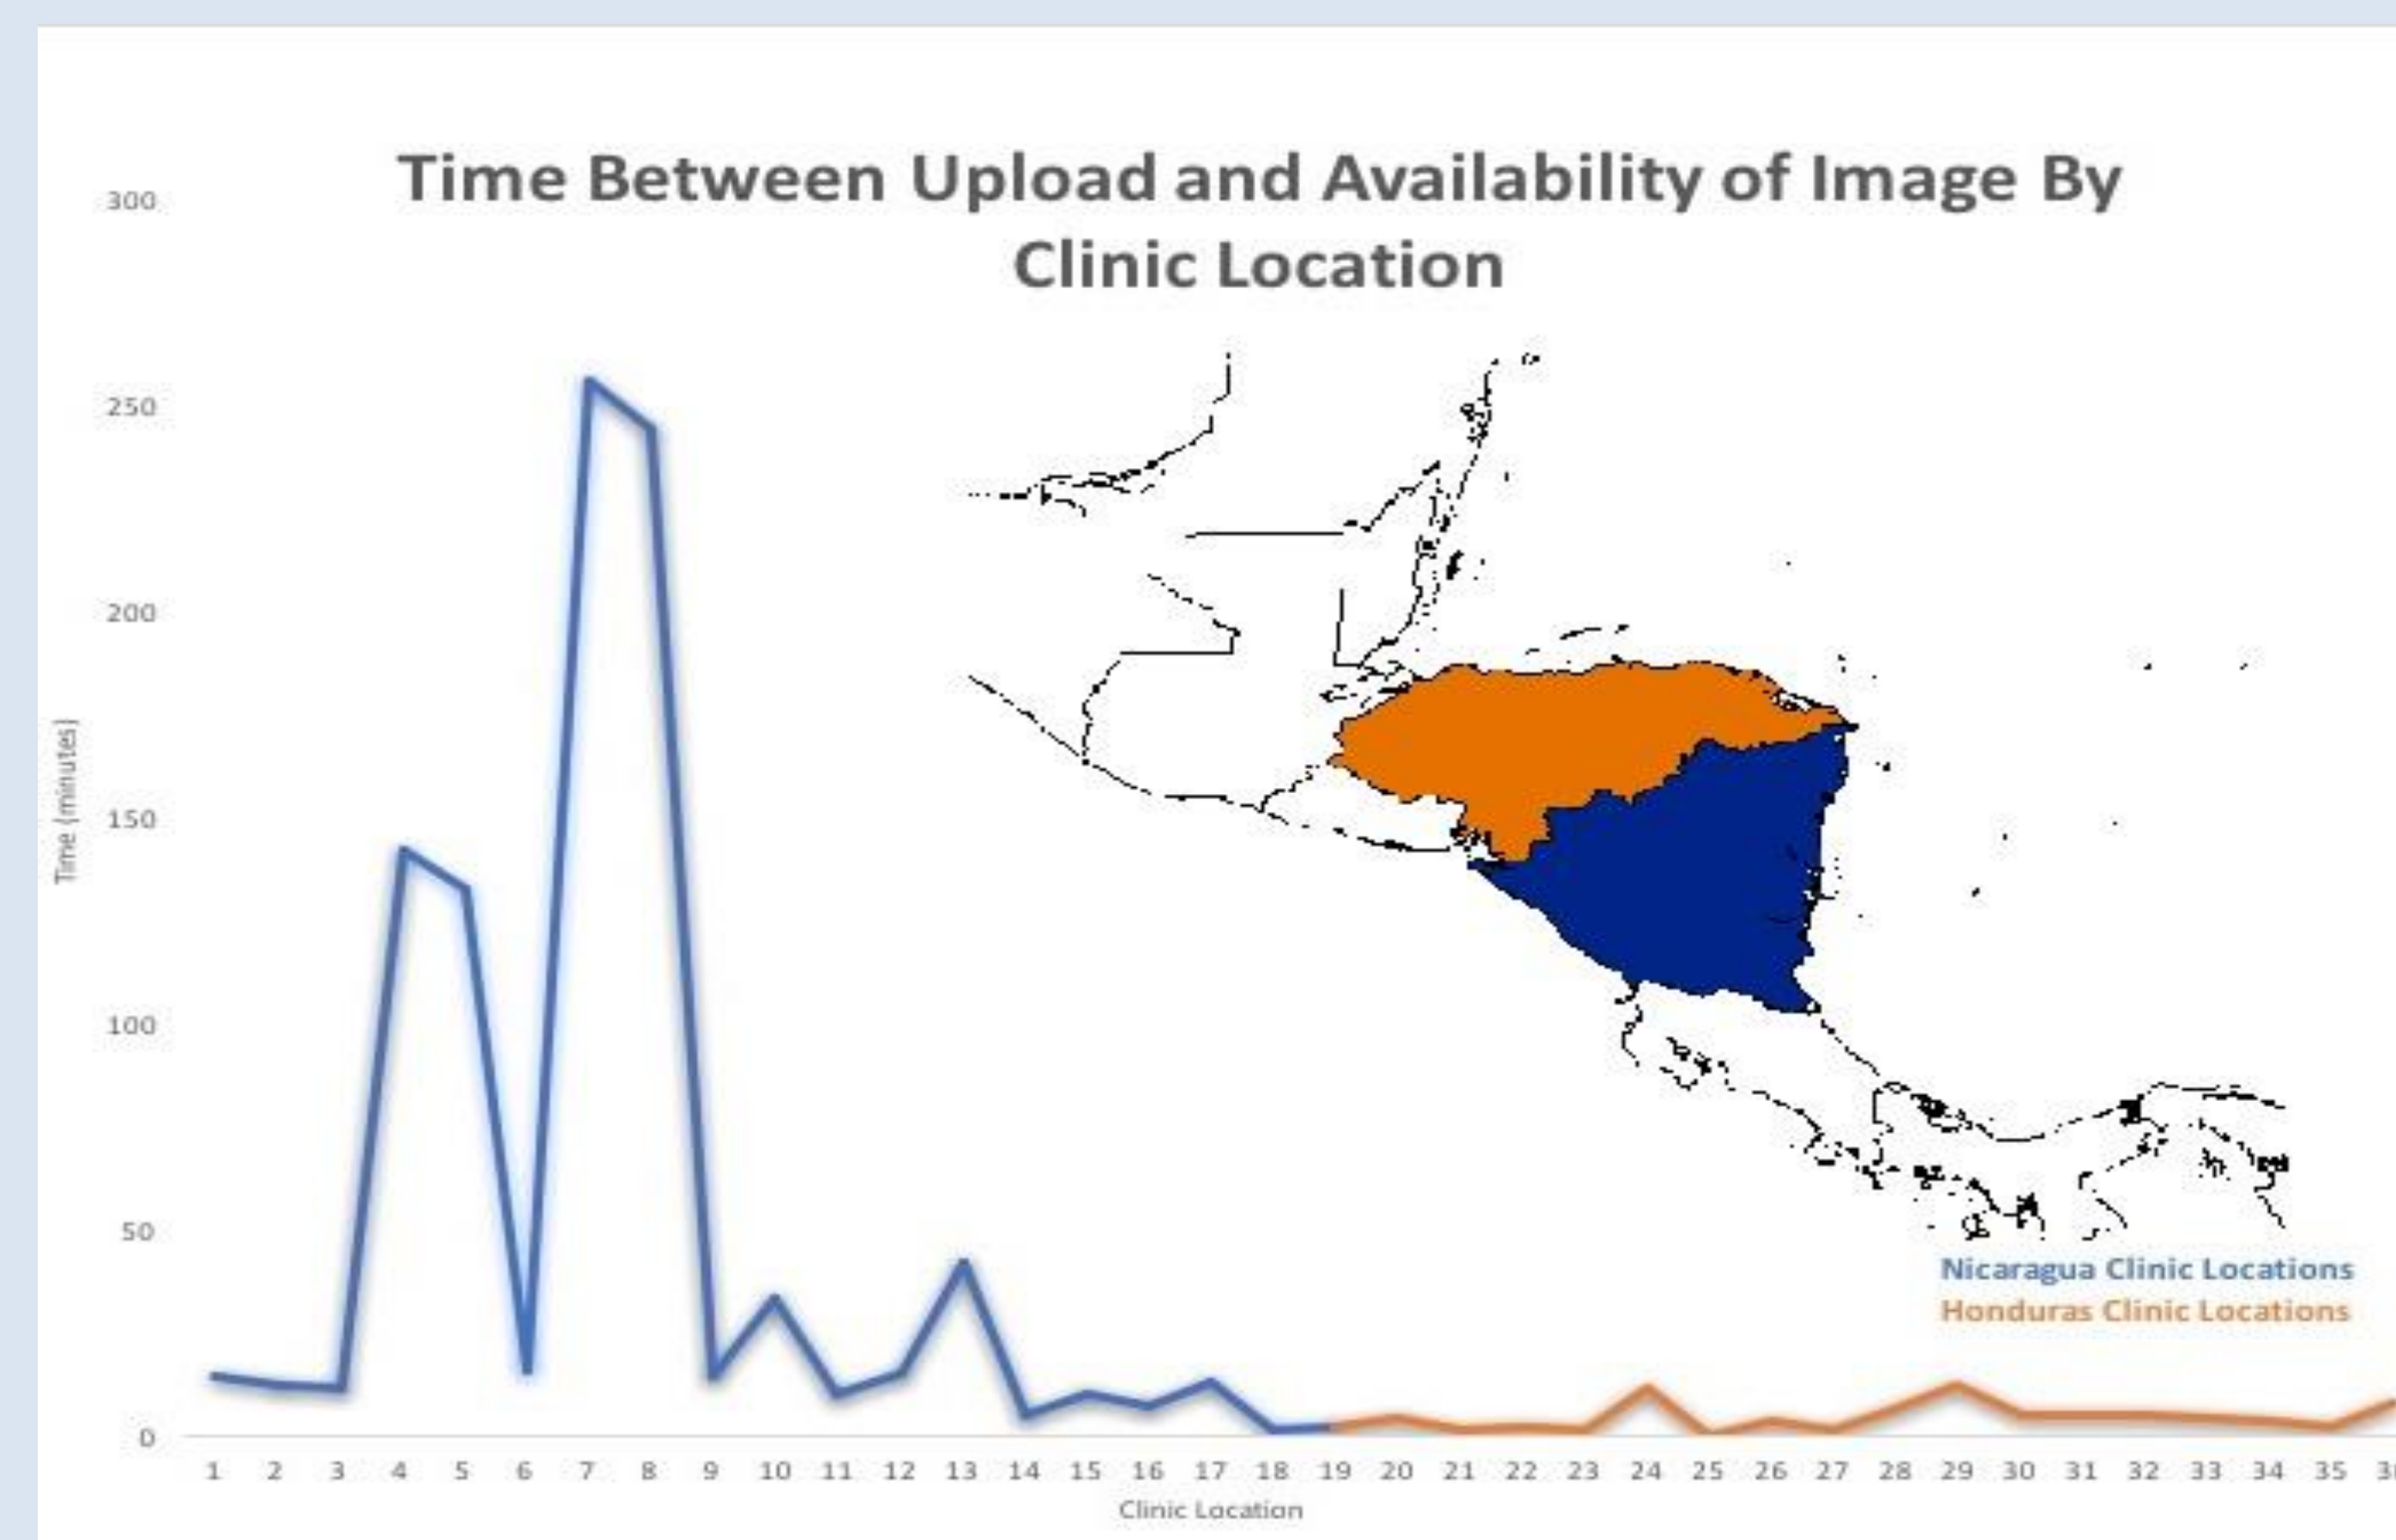 Time Between Upload and Availability of Image By
Clinic Location
300
250
200
150
100
50
0
Time (minutes)
1 2 3 4 5 6 7 8 9 10 11 12 13 14 15 16 17 18 19 20 21 22 23 24 25 26 27 28 29 30 31 32 33 34 35
Clinic Location
Nicaragua Clinic Locations
Honduras Clinic Locations